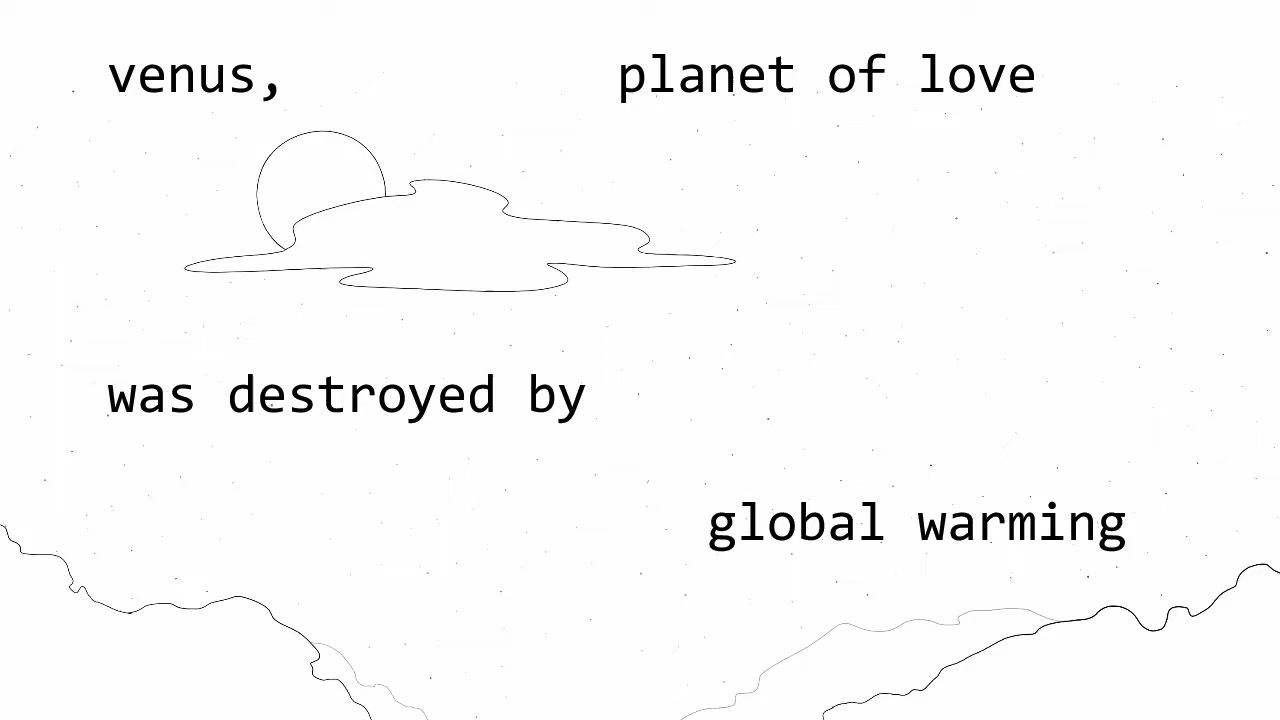 venus, planet of love
was destroyed by
global warming